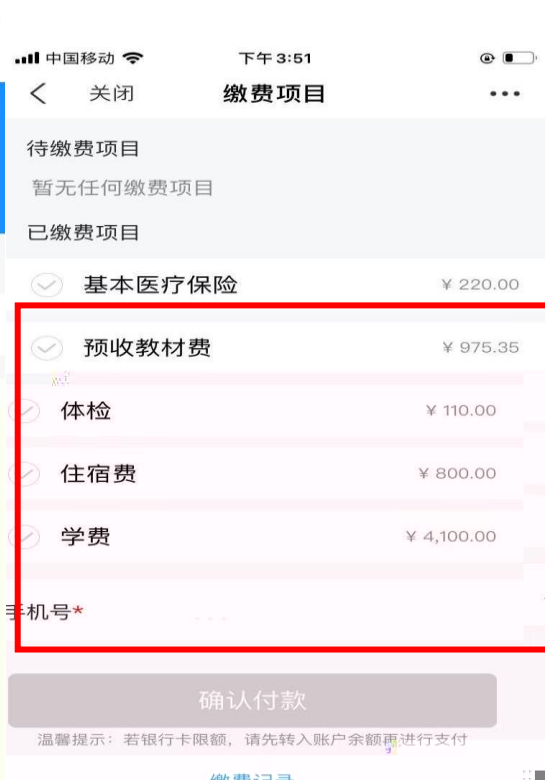 中国移动 下午3:51
关闭 缴费项目 •••
待缴费项目
暂无任何缴费项目
已缴费项目
基本医疗保险 ¥ 220.00
预收教材费 ¥ 975.35
体检 ¥ 110.00
住宿费 ¥ 800.00
学费 ¥ 4,100.00
手机号*
确认付款
温馨提示：若银行卡限额，请先转入账户余额再进行支付
缴费记录